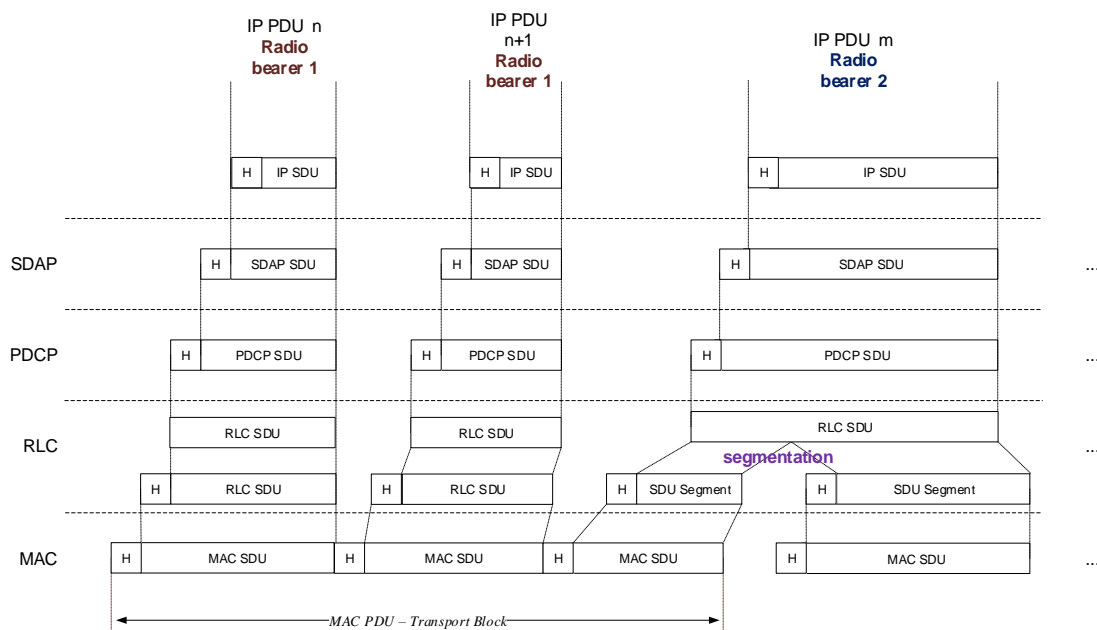 IP PDU n
Radio
bearer 1
IP PDU
n+1
Radio
bearer 1
IP PDU m
Radio
bearer 2
H IP SDU H IP SDU H IP SDU
SDAP H SDAP SDU H SDAP SDU H SDAP SDU ...
PDCP H PDCP SDU H PDCP SDU H PDCP SDU ...
RLC RLC SDU RLC SDU RLC SDU ...
segmentation
H RLC SDU H RLC SDU H SDU Segment H SDU Segment
MAC H MAC SDU H MAC SDU H MAC SDU H MAC SDU ...
MAC PDU – Transport Block